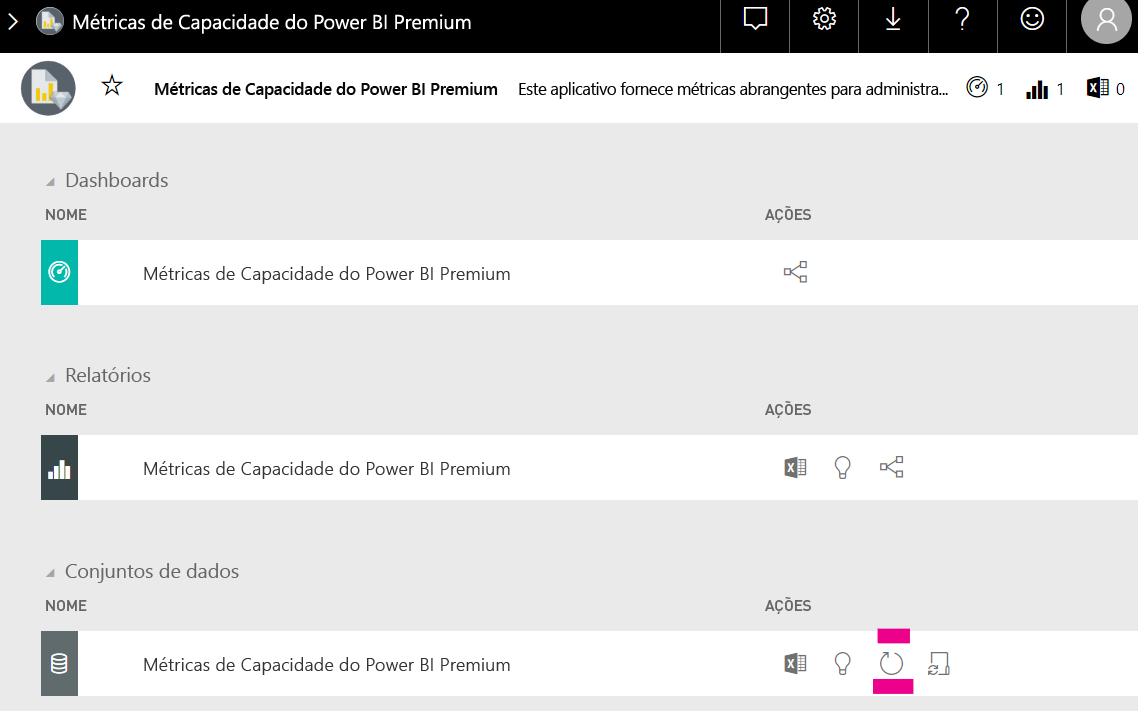 Métricas de Capacidade do Power BI Premium
?
Métricas de Capacidade do Power BI Premium Este aplicativo fornece métricas abrangentes para administra... 1 1 0
Dashboards
NOME AÇÕES
Métricas de Capacidade do Power BI Premium
Relatórios
NOME AÇÕES
Métricas de Capacidade do Power BI Premium
Conjuntos de dados
NOME AÇÕES
Métricas de Capacidade do Power BI Premium